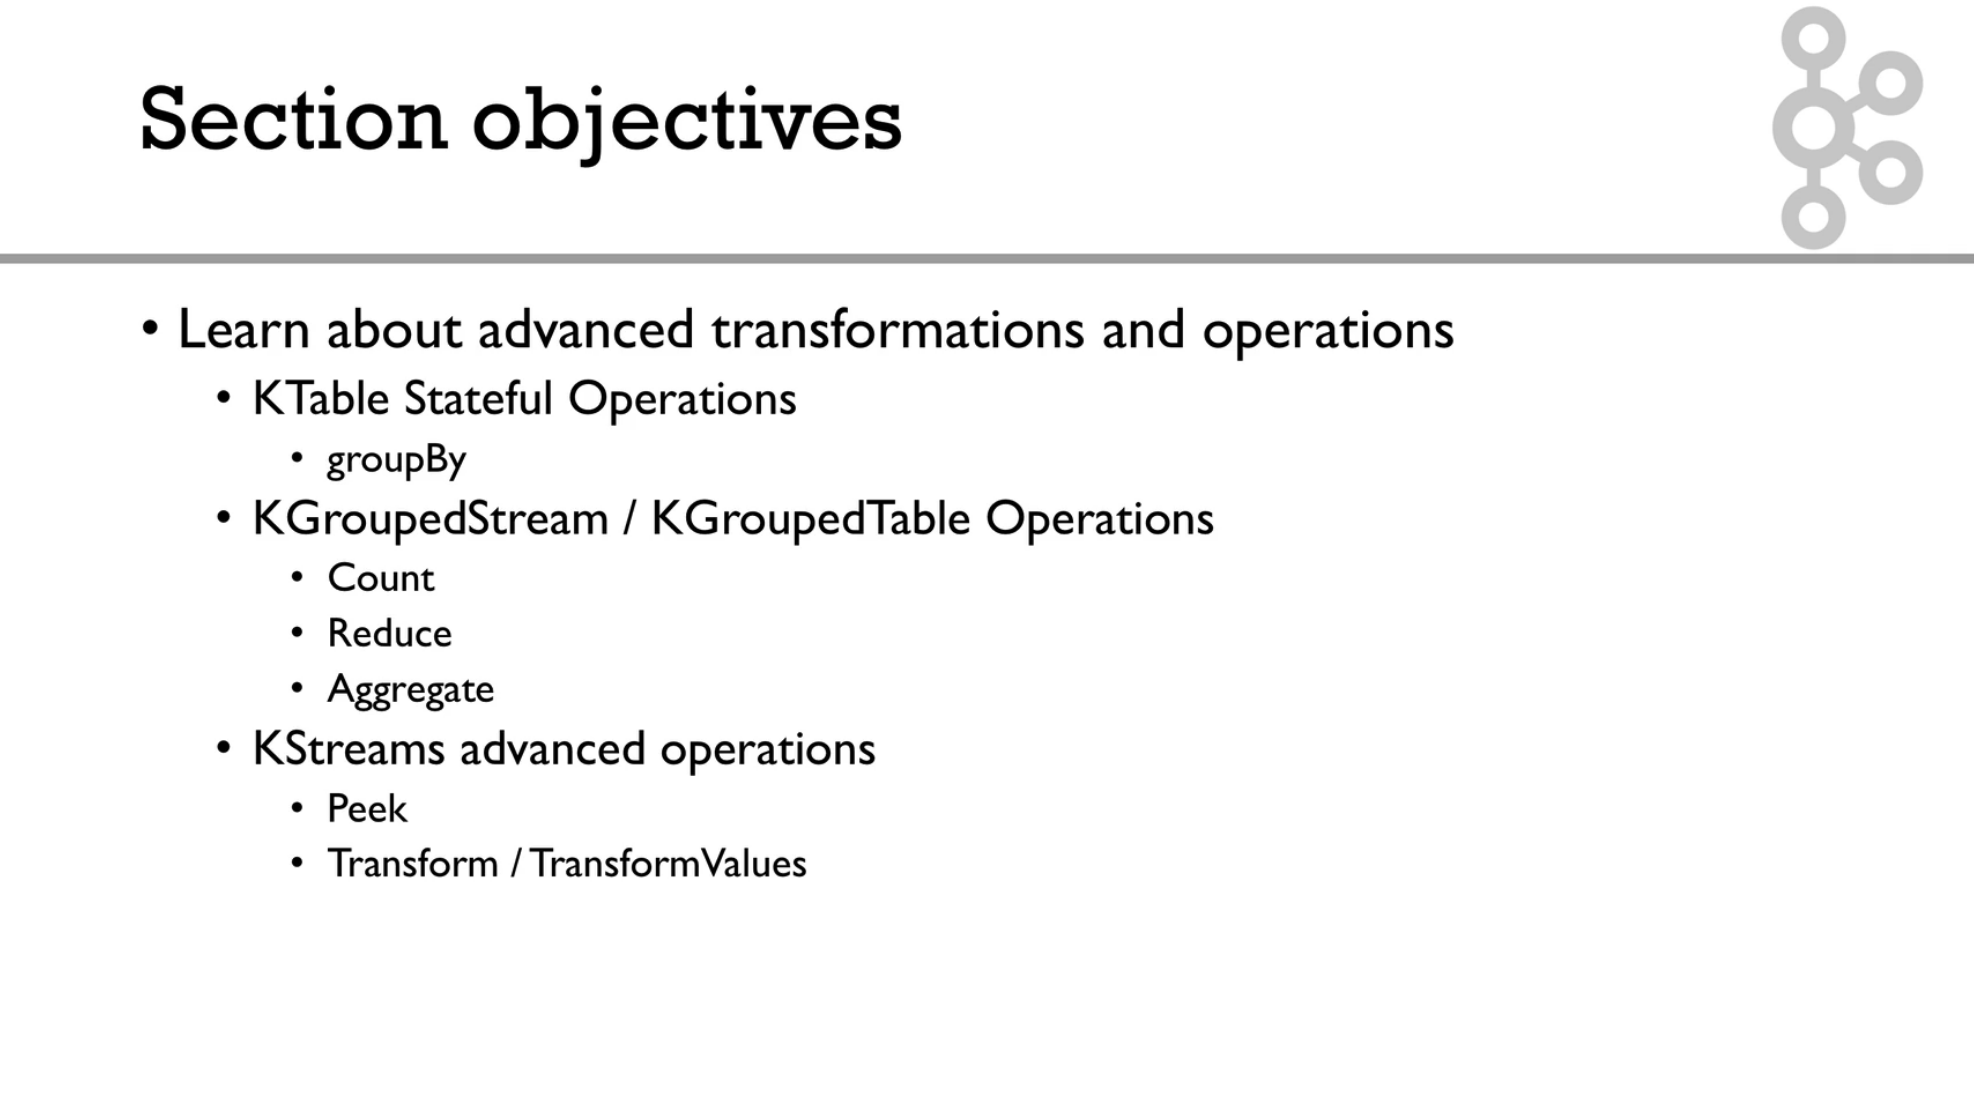 Section objectives
• Learn about advanced transformations and operations
• KTable Stateful Operations
• groupBy
• KGroupedStream / KGroupedTable Operations
• Count
• Reduce
• Aggregate
• KStreams advanced operations
• Peek
• Transform / TransformValues